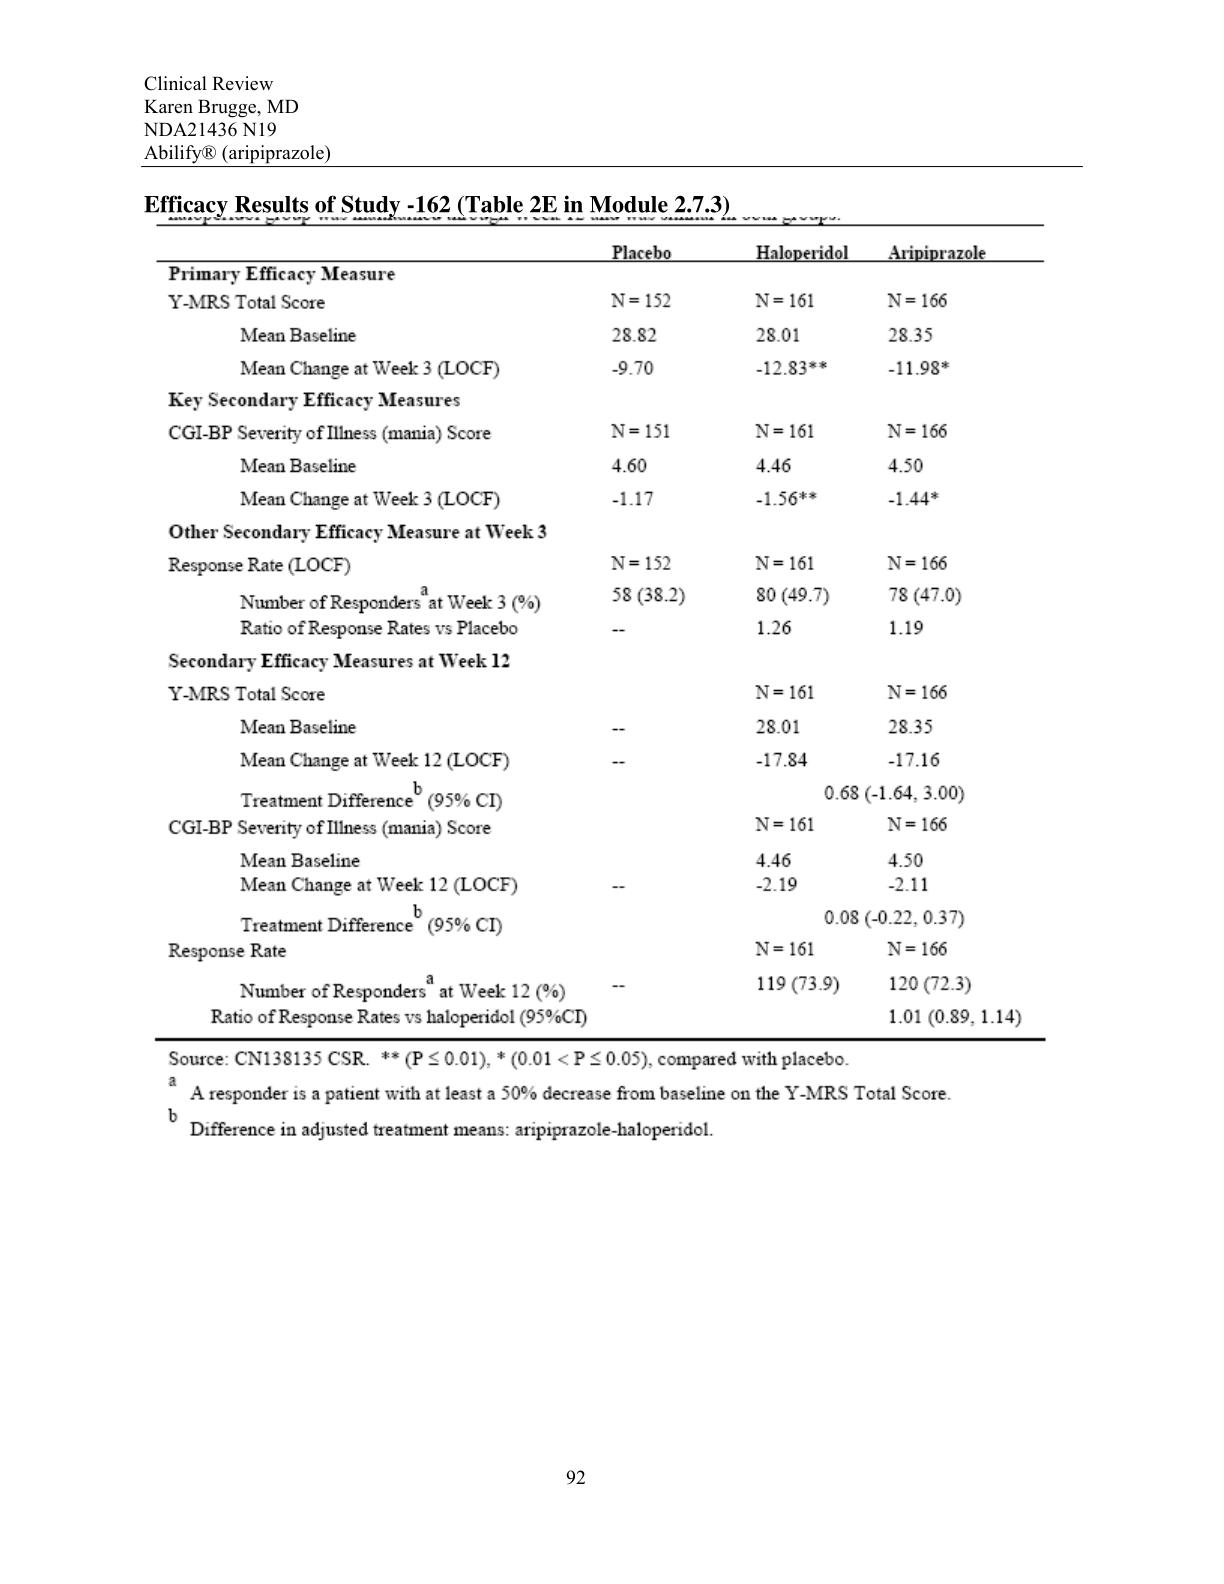 Clinical Review
Karen Brugge, MD
NDA21436 N19
Abilify® (aripiprazole)
Efficacy Results of Study -162 (Table 2E in Module 2.7.3)
Placebo Haloperidol Aripiprazole
Primary Efficacy Measure
Y-MRS Total Score N = 152 N = 161 N = 166
Mean Baseline 28.82 28.01 28.35
Mean Change at Week 3 (LOCF) -9.70 -12.83** -11.98*
Key Secondary Efficacy Measures
CGI-BP Severity of Illness (mania) Score N = 151 N = 161 N = 166
Mean Baseline 4.60 4.46 4.50
Mean Change at Week 3 (LOCF) -1.17 -1.56** -1.44*
Other Secondary Efficacy Measure at Week 3
Response Rate (LOCF) N = 152 N = 161 N = 166
Number of Responders a at Week 3 (%) 58 (38.2) 80 (49.7) 78 (47.0)
Ratio of Response Rates vs Placebo -- 1.26 1.19
Secondary Efficacy Measures at Week 12
Y-MRS Total Score N = 161 N = 166
Mean Baseline -- 28.01 28.35
Mean Change at Week 12 (LOCF) -- -17.84 -17.16
Treatment Difference b (95% CI) 0.68 (-1.64, 3.00)
CGI-BP Severity of Illness (mania) Score N = 161 N = 166
Mean Baseline 4.46 4.50
Mean Change at Week 12 (LOCF) -- -2.19 -2.11
Treatment Difference b (95% CI) 0.08 (-0.22, 0.37)
Response Rate N = 161 N = 166
Number of Responders a at Week 12 (%) -- 119 (73.9) 120 (72.3)
Ratio of Response Rates vs haloperidol (95%CI) 1.01 (0.89, 1.14)
Source: CN138135 CSR. ** (P ≤ 0.01), * (0.01 < P ≤ 0.05), compared with placebo.
a A responder is a patient with at least a 50% decrease from baseline on the Y-MRS Total Score.
b Difference in adjusted treatment means: aripiprazole-haloperidol.
92